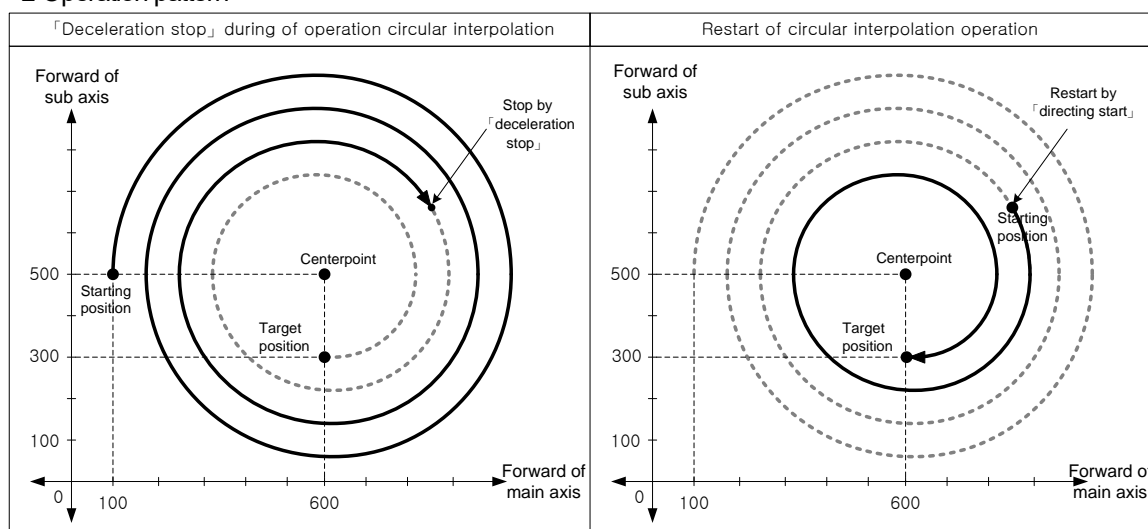 「Deceleration stop」 during of operation circular interpolation
Forward of
sub axis
Stop by
「deceleration
stop」
500
Starting
position
Centerpoint
Target
position
300
100
0
100
600
Forward of
main axis
Restart of circular interpolation operation
Forward of
sub axis
Restart by
「directing start」
Starting
position
500
Centerpoint
Target
position
300
100
0
100
600
Forward of
main axis